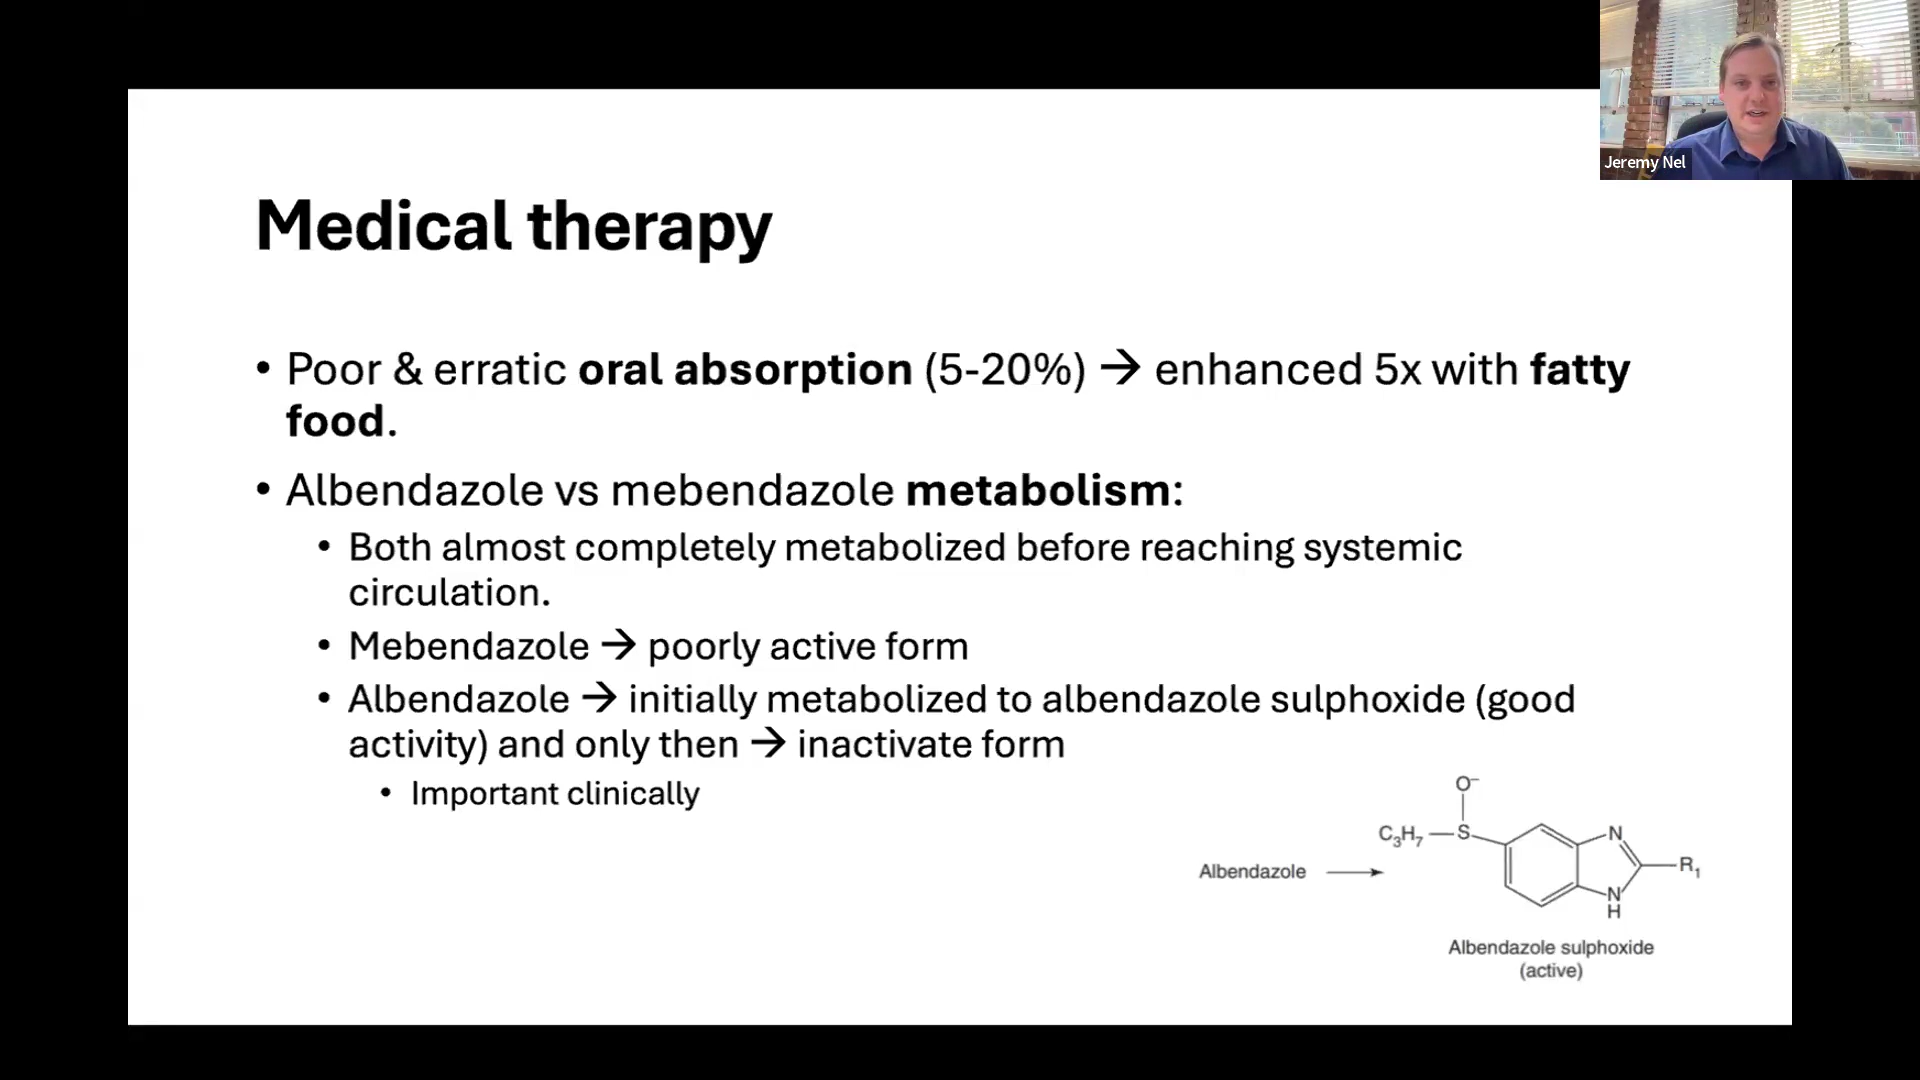 Jeremy Nel
Medical therapy
• Poor & erratic oral absorption (5-20%) → enhanced 5x with fatty
food.
• Albendazole vs mebendazole metabolism:
• Both almost completely metabolized before reaching systemic
circulation.
• Mebendazole → poorly active form
• Albendazole → initially metabolized to albendazole sulphoxide (good
activity) and only then → inactivate form
• Important clinically
O⁻
C₃H₇
S
N
R₁
N
H
Albendazole
Albendazole sulphoxide
(active)